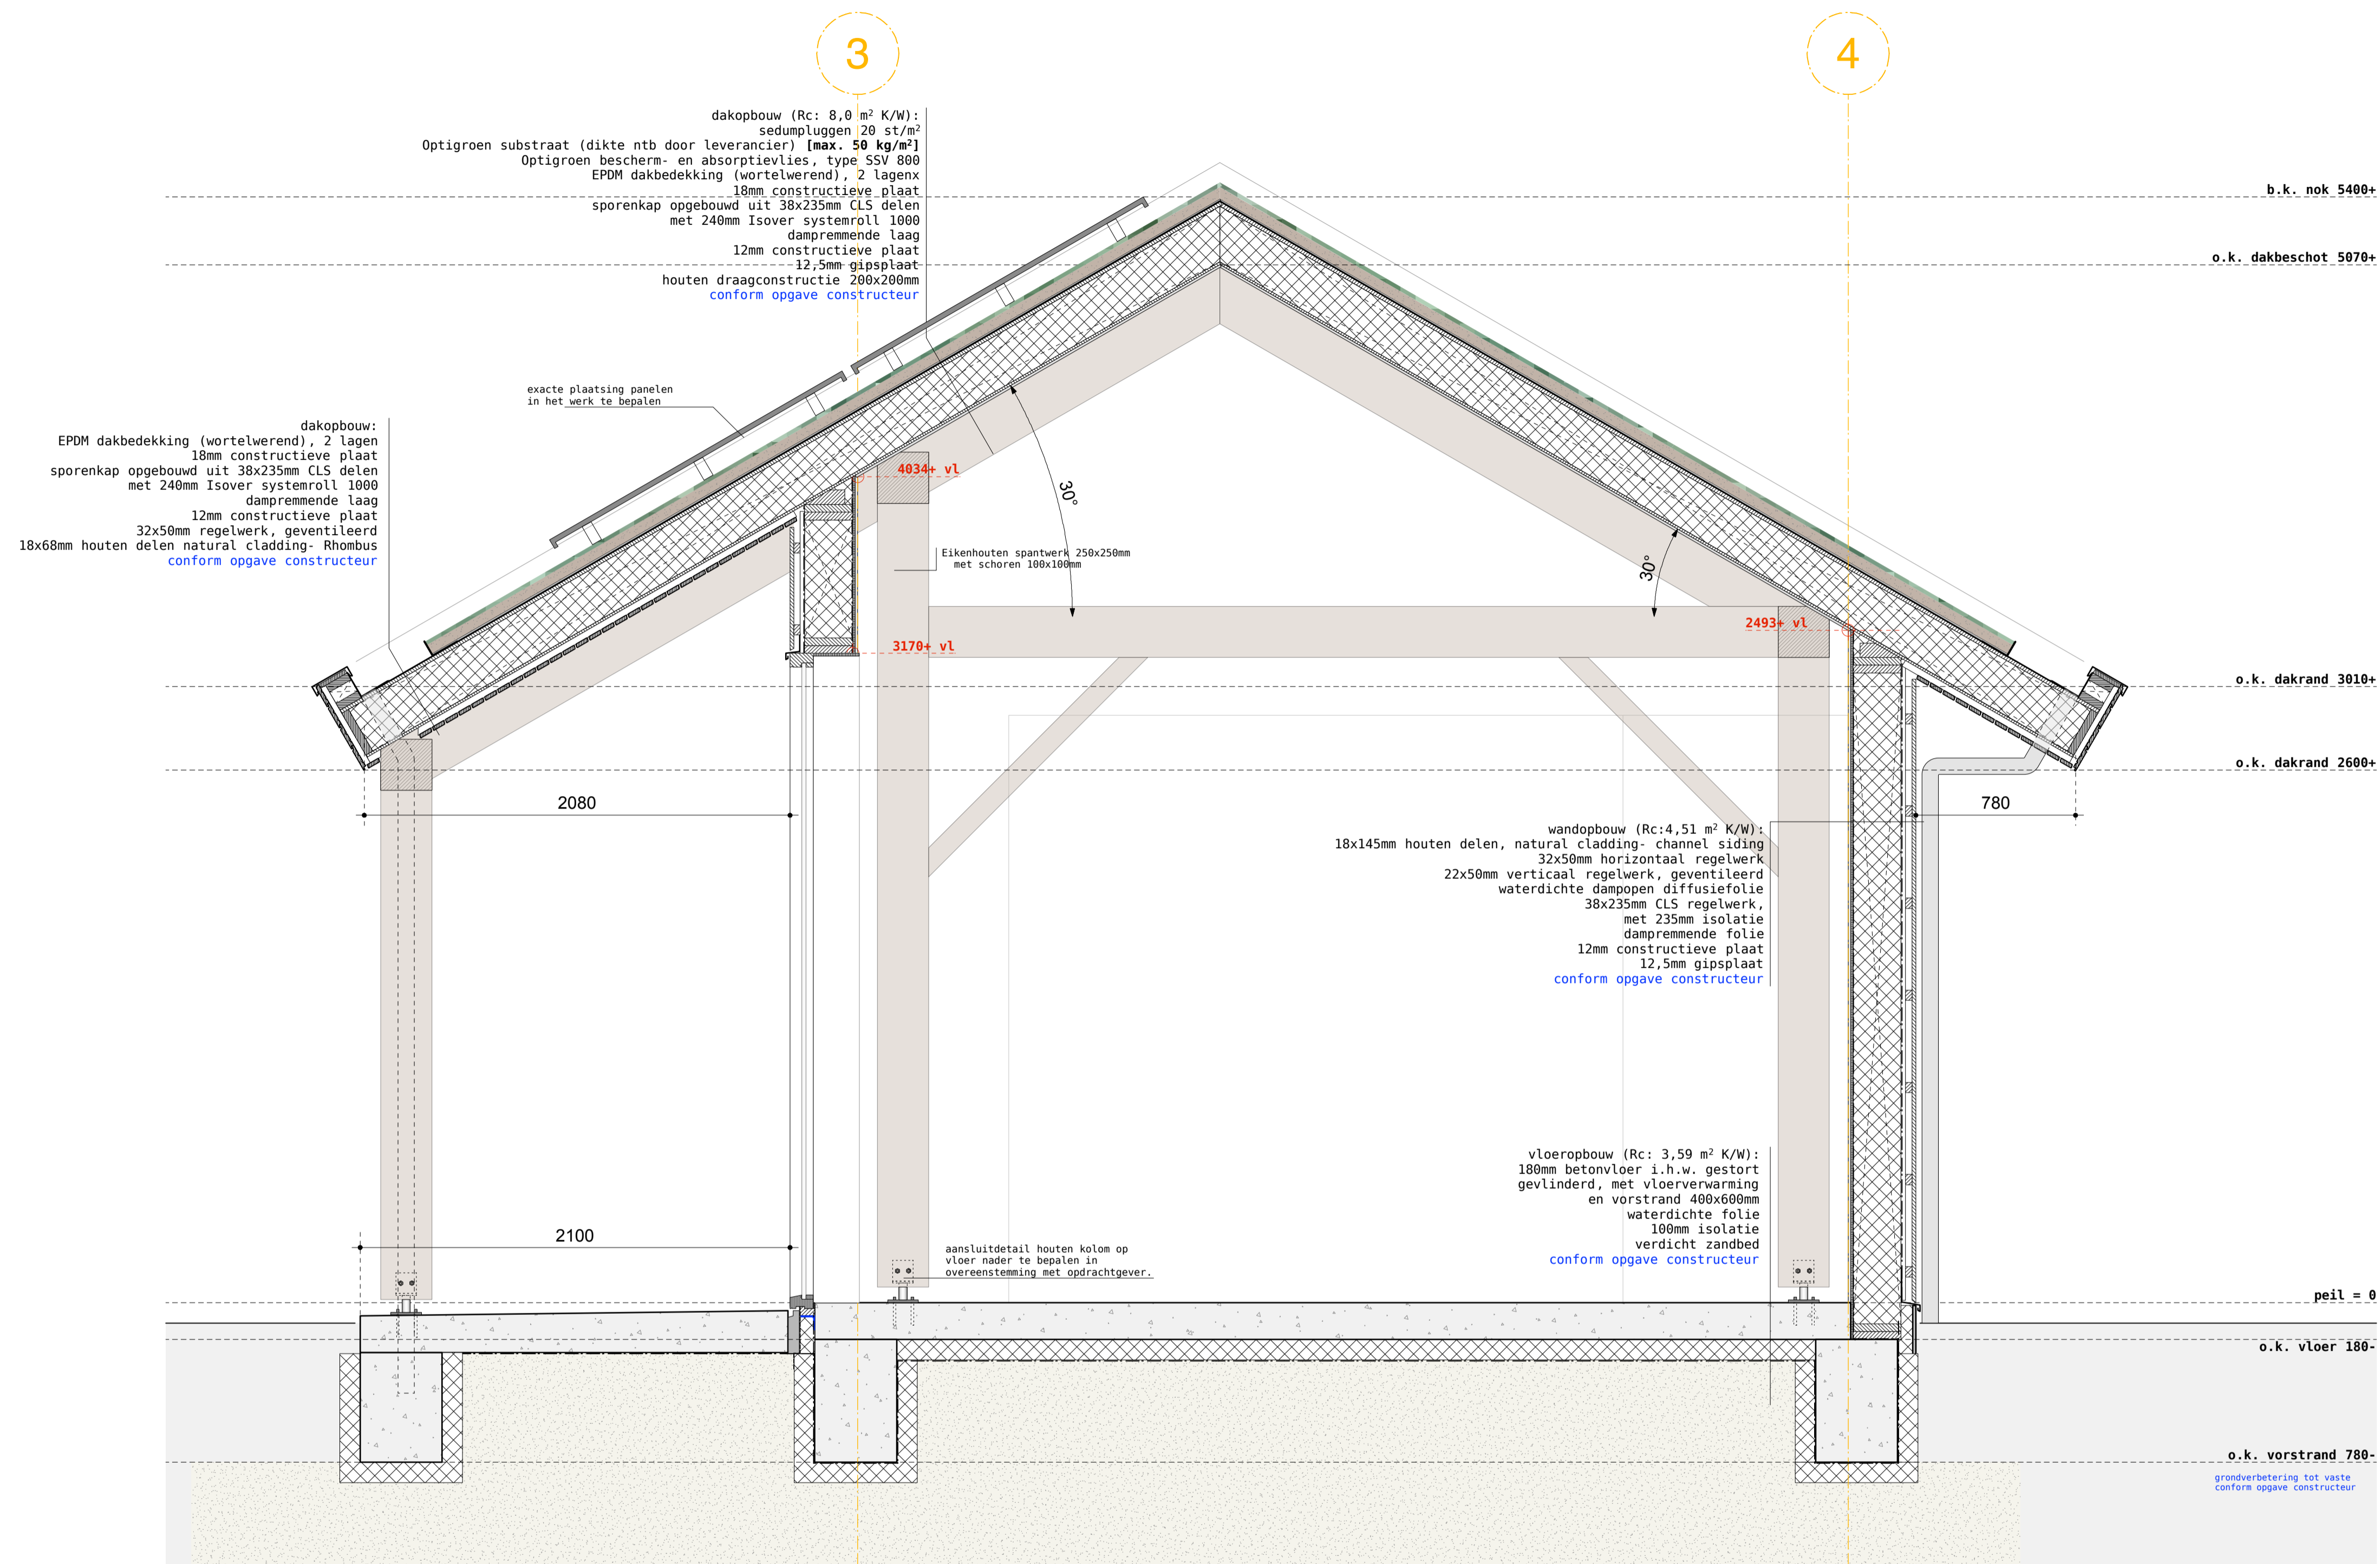 3
4
dakopbouw (Rc: 8,0 m² K/W):
sedumpluggen 20 st/m²
Optigroen substraat (dikte ntb door leverancier) [max. 50 kg/m²]
Optigroen bescherm- en absorptievlies, type SSV 800
EPDM dakbedekking (wortelwerend), 2 lagenx
18mm constructieve plaat
sporenkap opgebouwd uit 38x235mm CLS delen
met 240mm Isover systemroll 1000
dampremmende laag
12mm constructieve plaat
12,5mm gipsplaat
houten draagconstructie 200x200mm
conform opgave constructeur
b.k. nok 5400+
o.k. dakbeschot 5070+
exacte plaatsing panelen
in het werk te bepalen
dakopbouw:
EPDM dakbedekking (wortelwerend), 2 lagen
18mm constructieve plaat
sporenkap opgebouwd uit 38x235mm CLS delen
met 240mm Isover systemroll 1000
dampremmende laag
12mm constructieve plaat
32x50mm regelwerk, geventileerd
18x68mm houten delen natural cladding- Rhombus
conform opgave constructeur
4034+ vl
30°
Eikenhouten spantwerk 250x250mm
met schoren 100x100mm
30°
2493+ vl
3170+ vl
o.k. dakrand 3010+
o.k. dakrand 2600+
2080
780
wandopbouw (Rc:4,51 m² K/W):
18x145mm houten delen, natural cladding- channel siding
32x50mm horizontaal regelwerk
22x50mm verticaal regelwerk, geventileerd
waterdichte dampopen diffusiefolie
38x235mm CLS regelwerk,
met 235mm isolatie
dampremmende folie
12mm constructieve plaat
12,5mm gipsplaat
conform opgave constructeur
vloeropbouw (Rc: 3,59 m² K/W):
180mm betonvloer i.h.w. gestort
gevlinderd, met vloerverwarming
en vorstrand 400x600mm
waterdichte folie
100mm isolatie
verdicht zandbed
conform opgave constructeur
2100
aansluitdetail houten kolom op
vloer nader te bepalen in
overeenstemming met opdrachtgever.
peil = 0
o.k. vloer 180-
o.k. vorstrand 780-
grondverbetering tot vaste
conform opgave constructeur